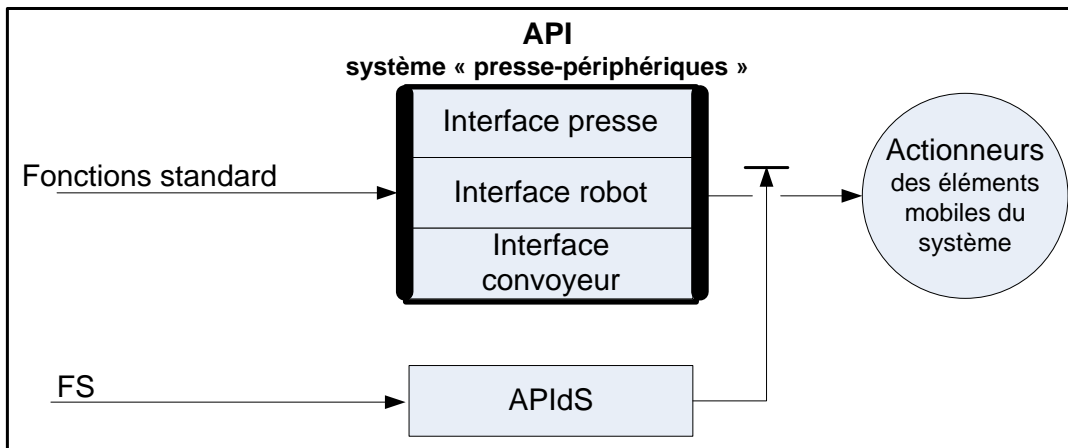 API
système « presse-périphériques »
Interface presse
Fonctions standard
Interface robot
Interface
convoyeur
Actionneurs
des éléments
mobiles du
système
FS
APIdS